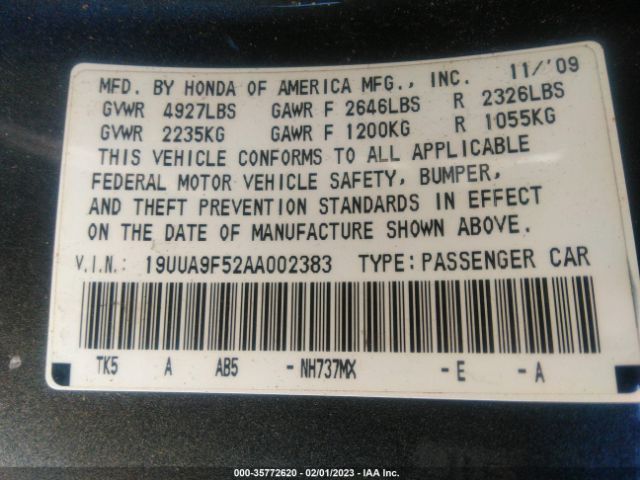 MFD. BY HONDA OF AMERICA MFG., INC. 11/'09
GVWR 4927LBS GAWR F 2646LBS R 2326LBS
GVWR 2235KG GAWR F 1200KG R 1055KG
THIS VEHICLE CONFORMS TO ALL APPLICABLE
FEDERAL MOTOR VEHICLE SAFETY, BUMPER,
AND THEFT PREVENTION STANDARDS IN EFFECT
ON THE DATE OF MANUFACTURE SHOWN ABOVE.
V.I.N.: 19UUA9F52AA002383 TYPE:PASSENGER CAR
TK5 A AB5 -NH737MX -E -A
000-35772620 - 02/01/2023 - IAA Inc.